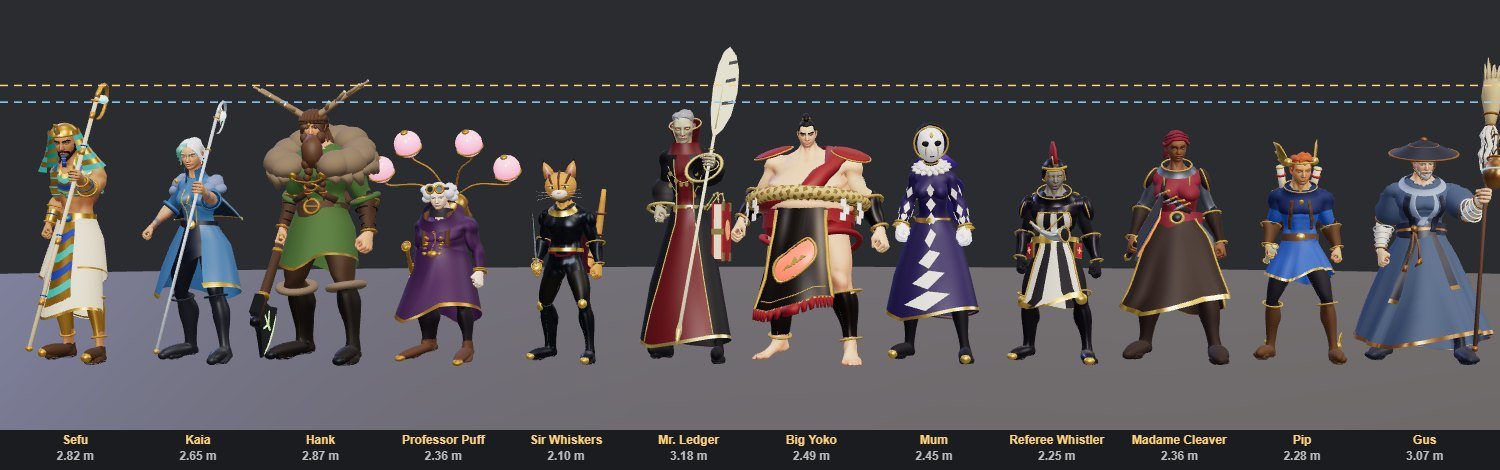 Sefu Kaia Hank Professor Puff Sir Whiskers Mr. Ledger Big Yoko Mum Referee Whistler Madame Cleaver Pip Gus
2.82 m 2.65 m 2.87 m 2.36 m 2.10 m 3.18 m 2.49 m 2.45 m 2.25 m 2.36 m 2.28 m 3.07 m